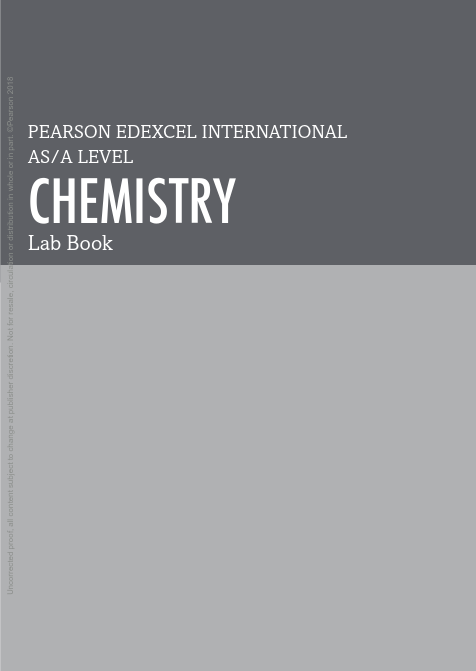 PEARSON EDEXCEL INTERNATIONAL
AS/A LEVEL
CHEMISTRY
Lab Book
Uncorrected proof, all content subject to change at publisher discretion. Not for resale, circulation or distribution in whole or in part. ©Pearson 2018